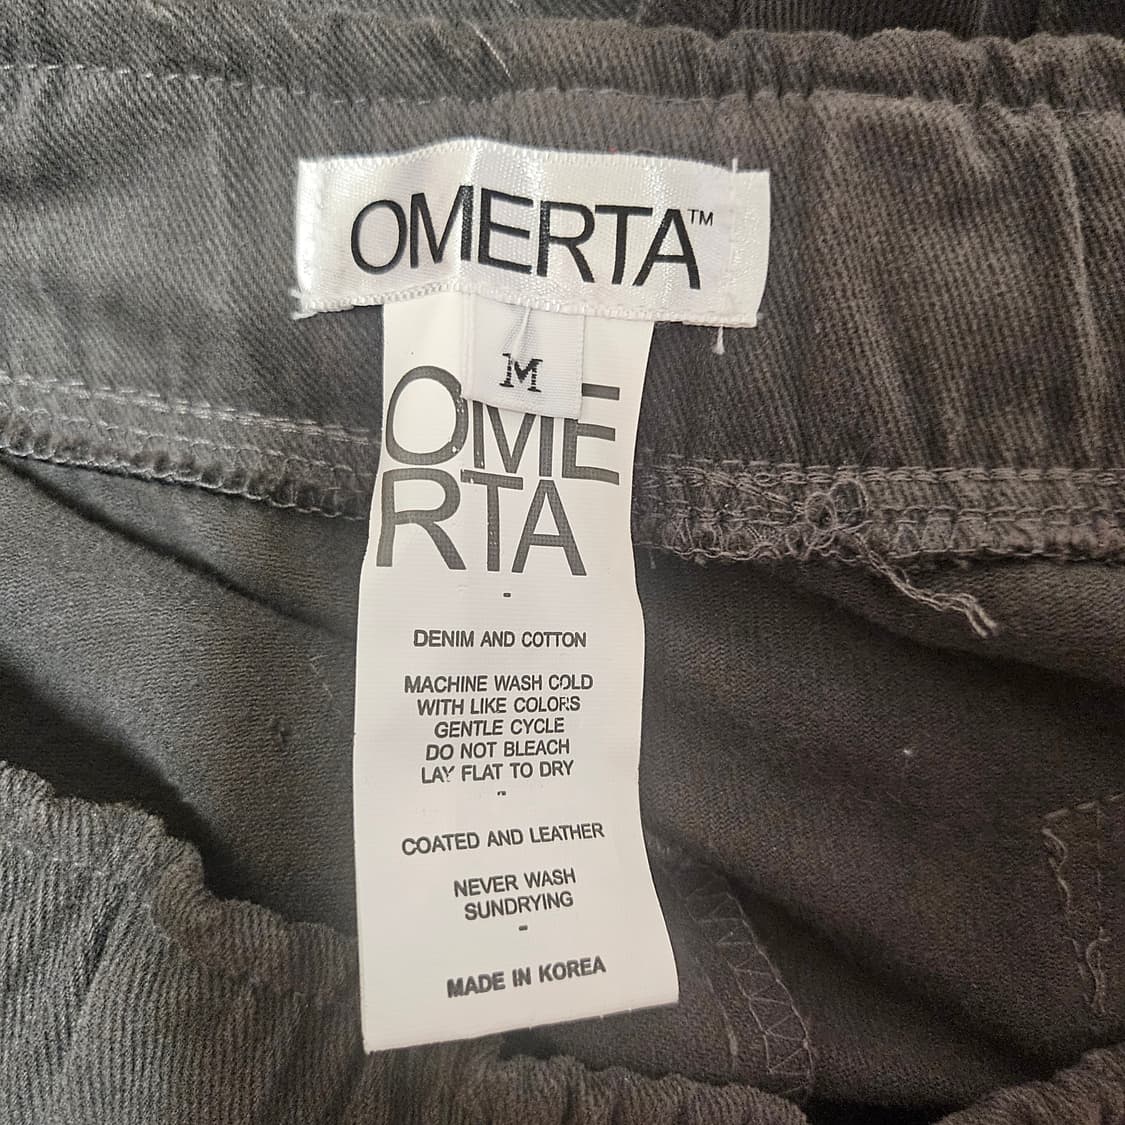 OMERTA™
M
OME
RTA
-
DENIM AND COTTON
MACHINE WASH COLD
WITH LIKE COLORS
GENTLE CYCLE
DO NOT BLEACH
LAY FLAT TO DRY
-
COATED AND LEATHER
NEVER WASH
SUNDRYING
-
MADE IN KOREA